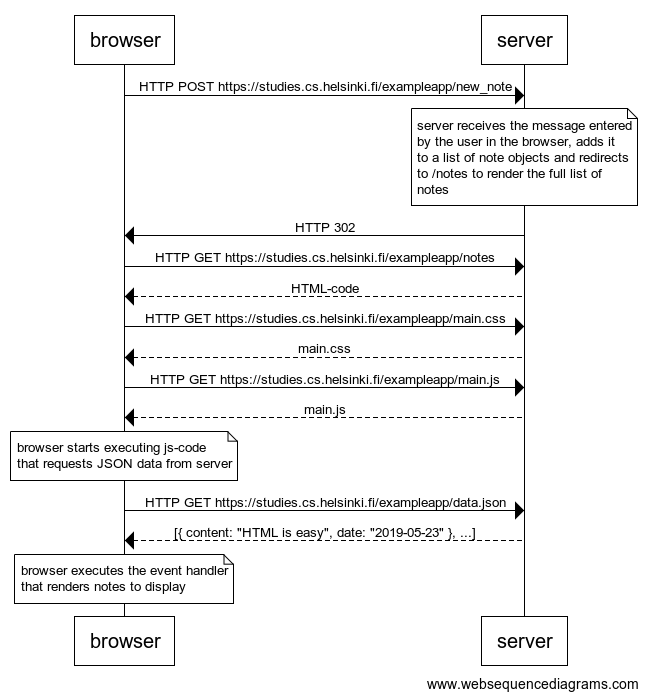 browser
server
HTTP POST https://studies.cs.helsinki.fi/exampleapp/new_note
server receives the message entered
by the user in the browser, adds it
to a list of note objects and redirects
to /notes to render the full list of
notes
HTTP 302
HTTP GET https://studies.cs.helsinki.fi/exampleapp/notes
HTML-code
HTTP GET https://studies.cs.helsinki.fi/exampleapp/main.css
main.css
HTTP GET https://studies.cs.helsinki.fi/exampleapp/main.js
main.js
browser starts executing js-code
that requests JSON data from server
HTTP GET https://studies.cs.helsinki.fi/exampleapp/data.json
[{ content: "HTML is easy", date: "2019-05-23" }, ...]
browser executes the event handler
that renders notes to display
browser
server
www.websequencediagrams.com